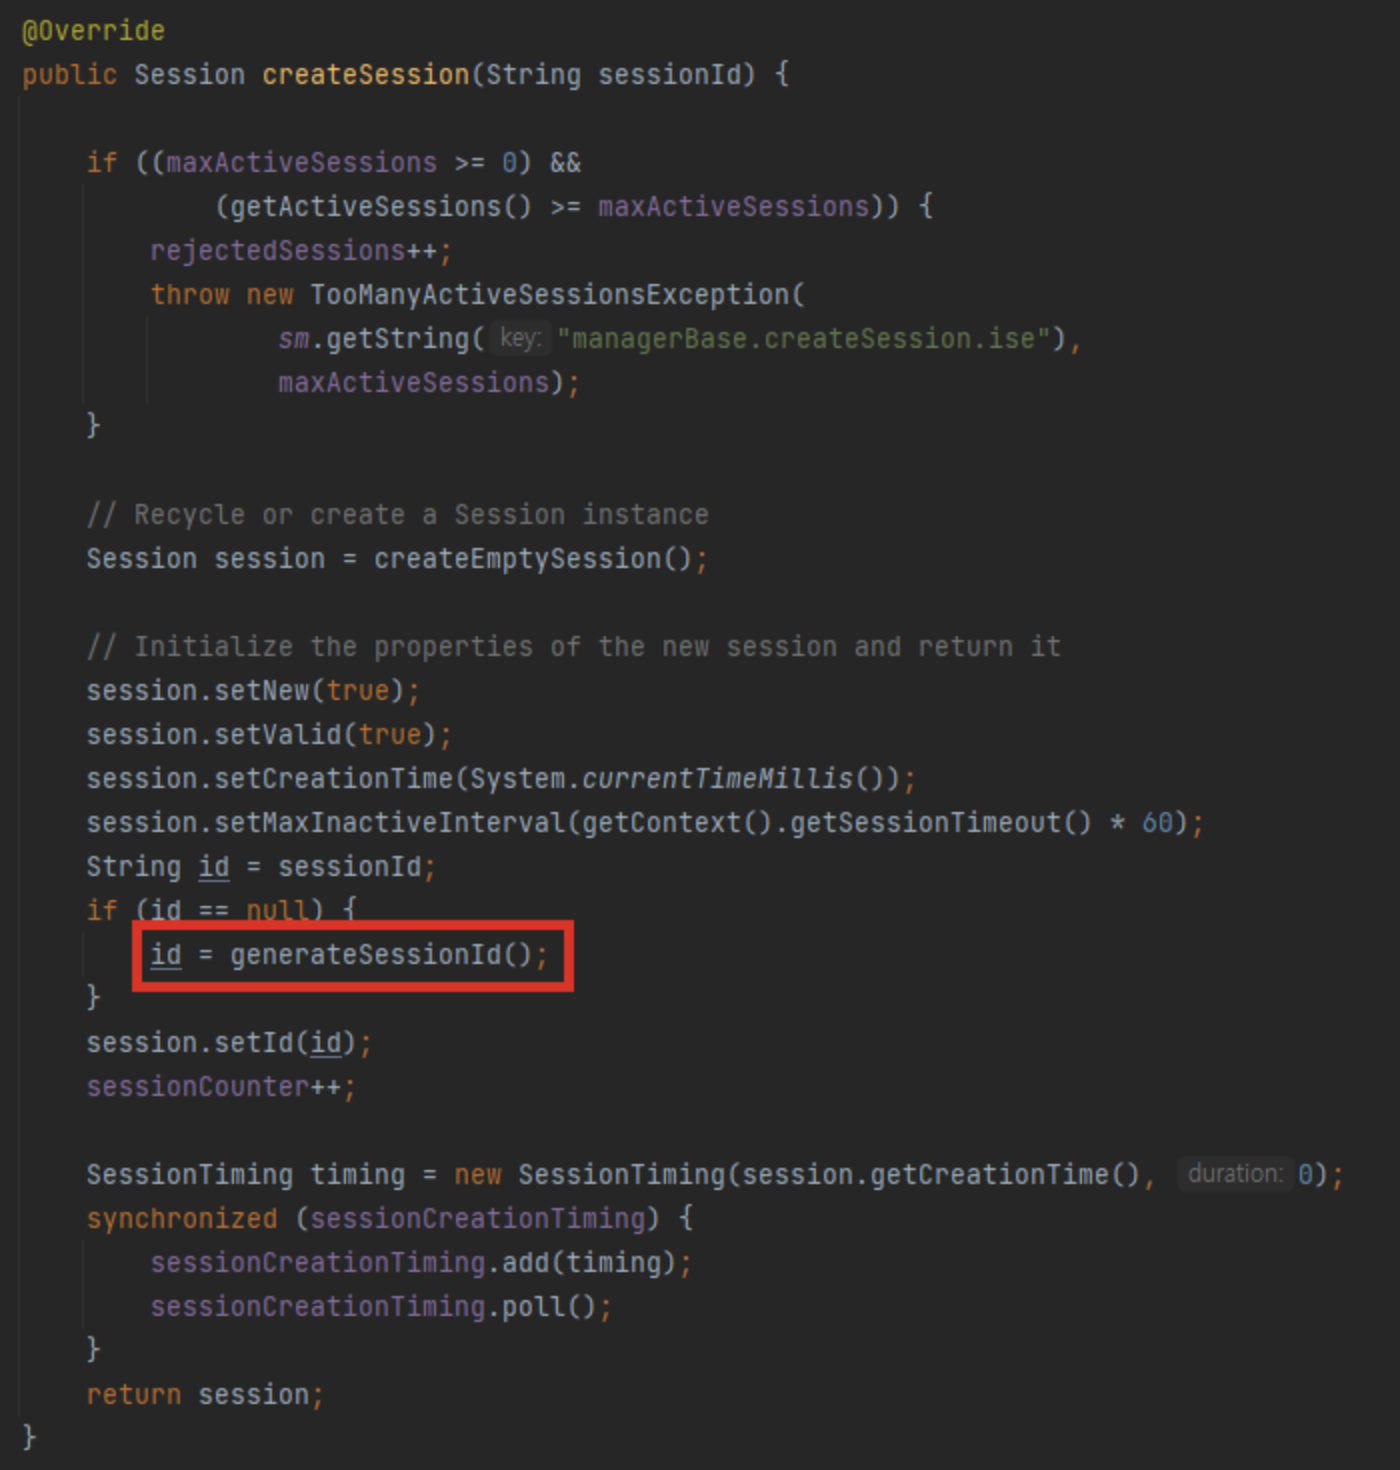 @Override
public Session createSession(String sessionId) {
if ((maxActiveSessions >= 0) &&
(getActiveSessions() >= maxActiveSessions)) {
rejectedSessions++;
throw new TooManyActiveSessionsException(
sm.getString( key: "managerBase.createSession.ise"),
maxActiveSessions);
}
// Recycle or create a Session instance
Session session = createEmptySession();
// Initialize the properties of the new session and return it
session.setNew(true);
session.setValid(true);
session.setCreationTime(System.currentTimeMillis());
session.setMaxInactiveInterval(getContext().getSessionTimeout() * 60);
String id = sessionId;
if (id == null) {
id = generateSessionId();
}
session.setId(id);
sessionCounter++;
SessionTiming timing = new SessionTiming(session.getCreationTime(), duration: 0);
synchronized (sessionCreationTiming) {
sessionCreationTiming.add(timing);
sessionCreationTiming.poll();
}
return session;
}